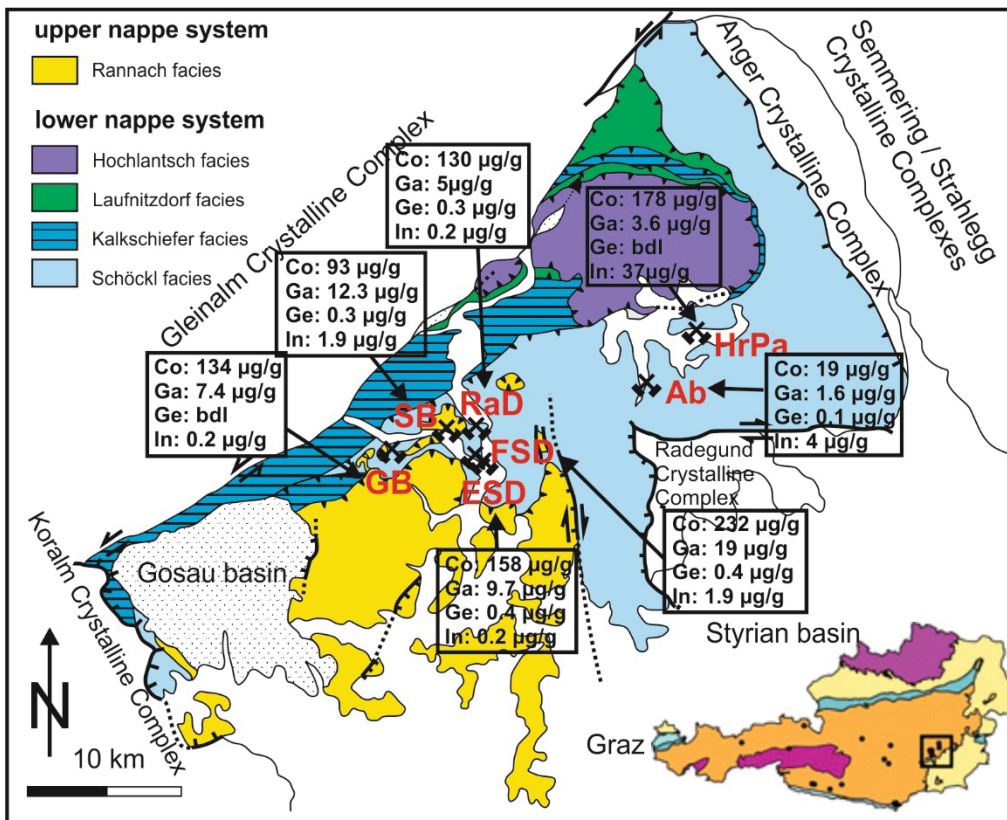 upper nappe system
Rannach facies
lower nappe system
Hochlantsch facies
Laufnitzdorf facies
Kalkschiefer facies
Schöckl facies
Gleinalm Crystalline Complex
Anger Crystalline Complex
Semmering / Strahlegg
Crystalline Complexes
Co: 130 µg/g
Ga: 5µg/g
Ge: 0.3 µg/g
In: 0.2 µg/g
Co: 178 µg/g
Ga: 3.6 µg/g
Ge: bdl
In: 37µg/g
Co: 93 µg/g
Ga: 12.3 µg/g
Ge: 0.3 µg/g
In: 1.9 µg/g
Co: 134 µg/g
Ga: 7.4 µg/g
Ge: bdl
In: 0.2 µg/g
HrPa
Ab
Co: 19 µg/g
Ga: 1.6 µg/g
Ge: 0.1 µg/g
In: 4 µg/g
SB
RaD
FSD
GB
ESD
Radegund
Crystalline
Complex
Co: 232 µg/g
Ga: 19 µg/g
Ge: 0.4 µg/g
In: 1.9 µg/g
Co: 158 µg/g
Ga: 9.7 µg/g
Ge: 0.4 µg/g
In: 0.2 µg/g
Gosau basin
Koralm Crystalline Complex
Styrian basin
Graz
N
10 km